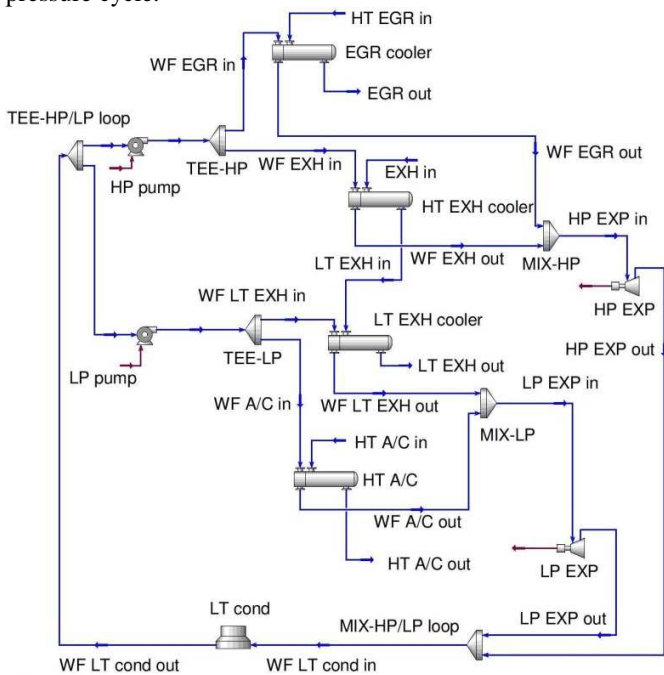 pressure cycle.
HT EGR in
EGR cooler
WF EGR in
EGR out
TEE-HP/LP loop
HP pump
TEE-HP
WF EXH in
EXH in
WF EGR out
HT EXH cooler
HP EXP in
LT EXH in
WF EXH out
MIX-HP
HP EXP
WF LT EXH in
LT EXH cooler
HP EXP out
LP pump
TEE-LP
LT EXH out
LP EXP in
WF A/C in
WF LT EXH out
MIX-LP
HT A/C in
HT A/C
WF A/C out
HT A/C out
LP EXP
LT cond
MIX-HP/LP loop
LP EXP out
WF LT cond out
WF LT cond in